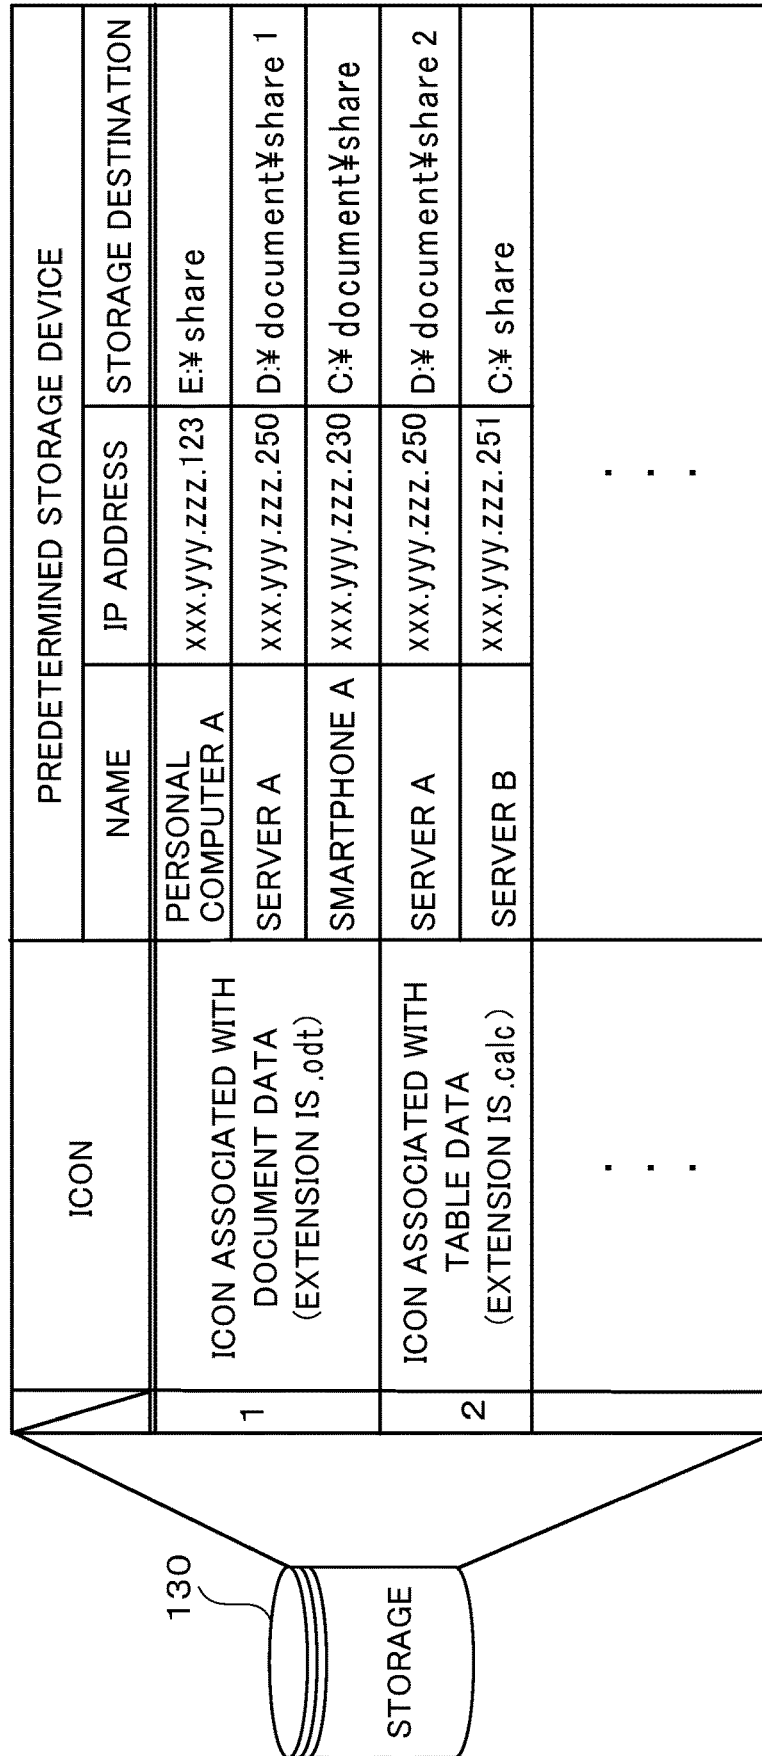 130
STORAGE
ICON
PREDETERMINED STORAGE DEVICE
NAME
IP ADDRESS
STORAGE DESTINATION
1
ICON ASSOCIATED WITH
DOCUMENT DATA
(EXTENSION IS .odt)
PERSONAL
COMPUTER A
xxx.yyy.zzz.123
E:¥share
SERVER A
xxx.yyy.zzz.250
D:¥document¥share 1
SMARTPHONE A
xxx.yyy.zzz.230
C:¥document¥share
2
ICON ASSOCIATED WITH
TABLE DATA
(EXTENSION IS .calc)
SERVER A
xxx.yyy.zzz.250
D:¥document¥share 2
SERVER B
xxx.yyy.zzz.251
C:¥share
. . .
. . .